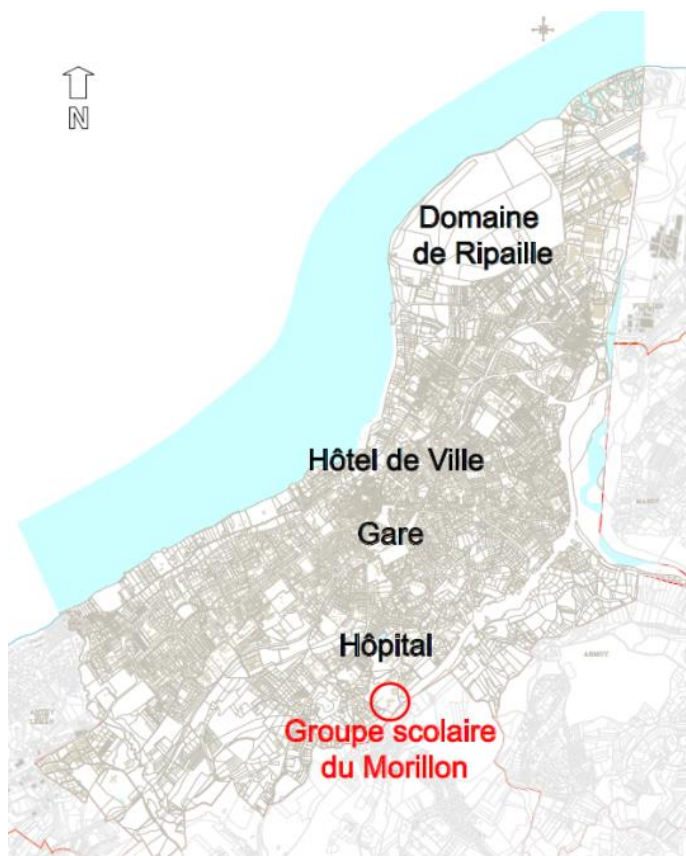 N
Domaine
de Ripaille
Hôtel de Ville
Gare
Hôpital
Groupe scolaire
du Morillon